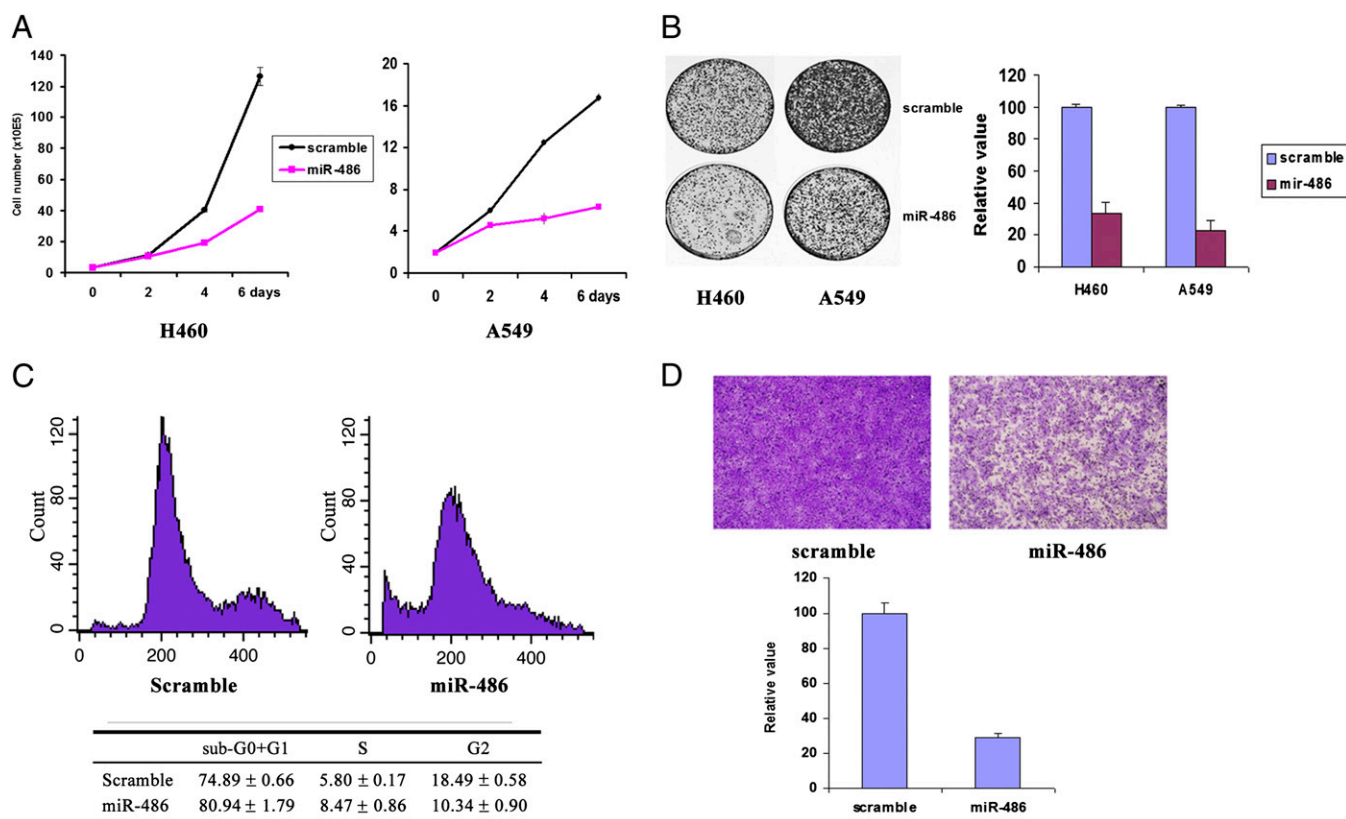 A
Cell number (x10E5)
140
120
100
80
60
40
20
0
0 2 4 6 days
H460
scramble
miR-486
20
16
12
8
4
0
0 2 4 6 days
A549
B
scramble
miR-486
H460 A549
Relative value
120
100
80
60
40
20
0
H460 A549
scramble
mir-486
C
Count
120
80
40
0
0 200 400
Scramble
Count
120
80
40
0
0 200 400
miR-486
sub-G0+G1 S G2
Scramble 74.89 ± 0.66 5.80 ± 0.17 18.49 ± 0.58
miR-486 80.94 ± 1.79 8.47 ± 0.86 10.34 ± 0.90
D
scramble miR-486
Relative value
120
100
80
60
40
20
0
scramble miR-486